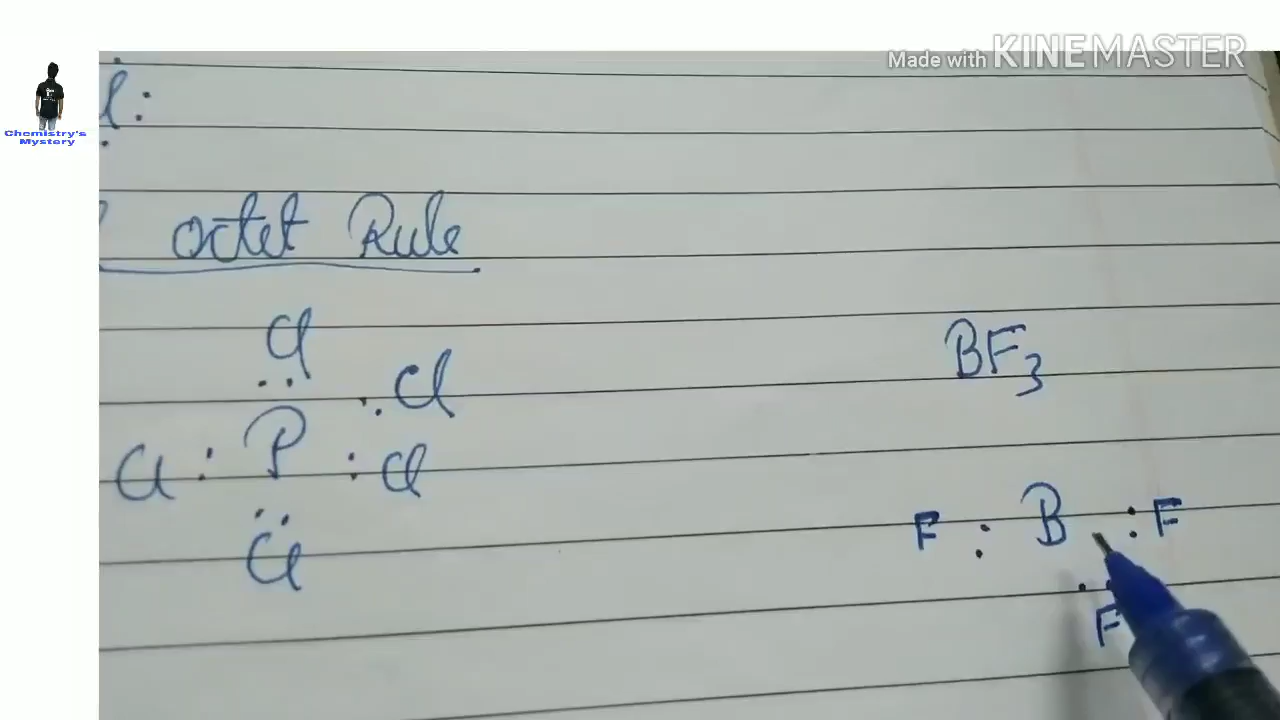 Made with KINEMASTER
Chemistry's
Mystery
l:
octet Rule
Cl
Cl
Cl : P : Cl
Cl
BF3
F : B : F
F